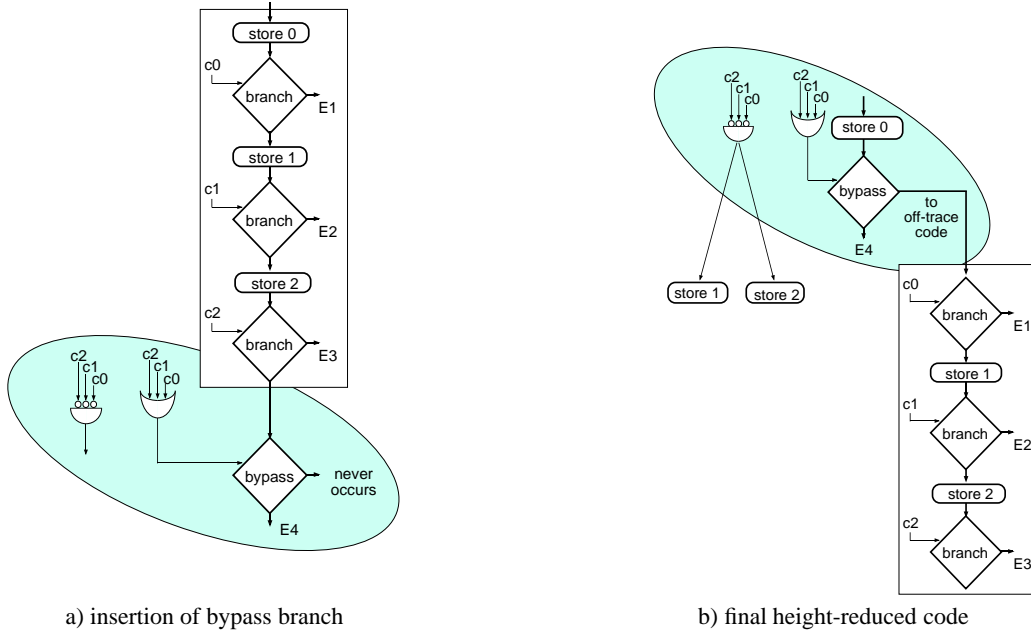 store 0
c0
branch
E1
store 1
c1
branch
E2
store 2
c2
branch
E3
c2
c1
c0
c2
c1
c0
bypass
never
occurs
E4
a) insertion of bypass branch
c2
c1
c0
c2
c1
c0
store 0
bypass
to
off-trace
code
E4
store 1
store 2
c0
branch
E1
store 1
c1
branch
E2
store 2
c2
branch
E3
b) final height-reduced code